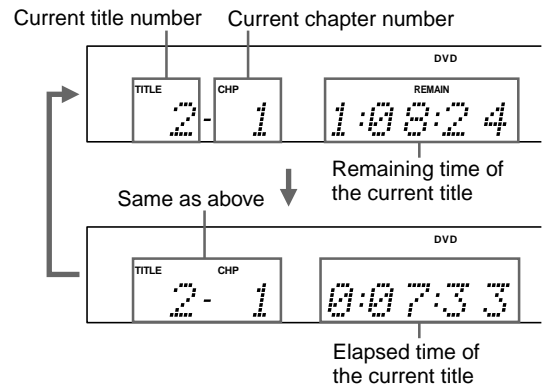 Current title number Current chapter number
DVD
TITLE CHP REMAIN
2- 1 1:08:24
Remaining time of
the current title
Same as above
DVD
TITLE CHP
2- 1 0:07:33
Elapsed time of
the current title